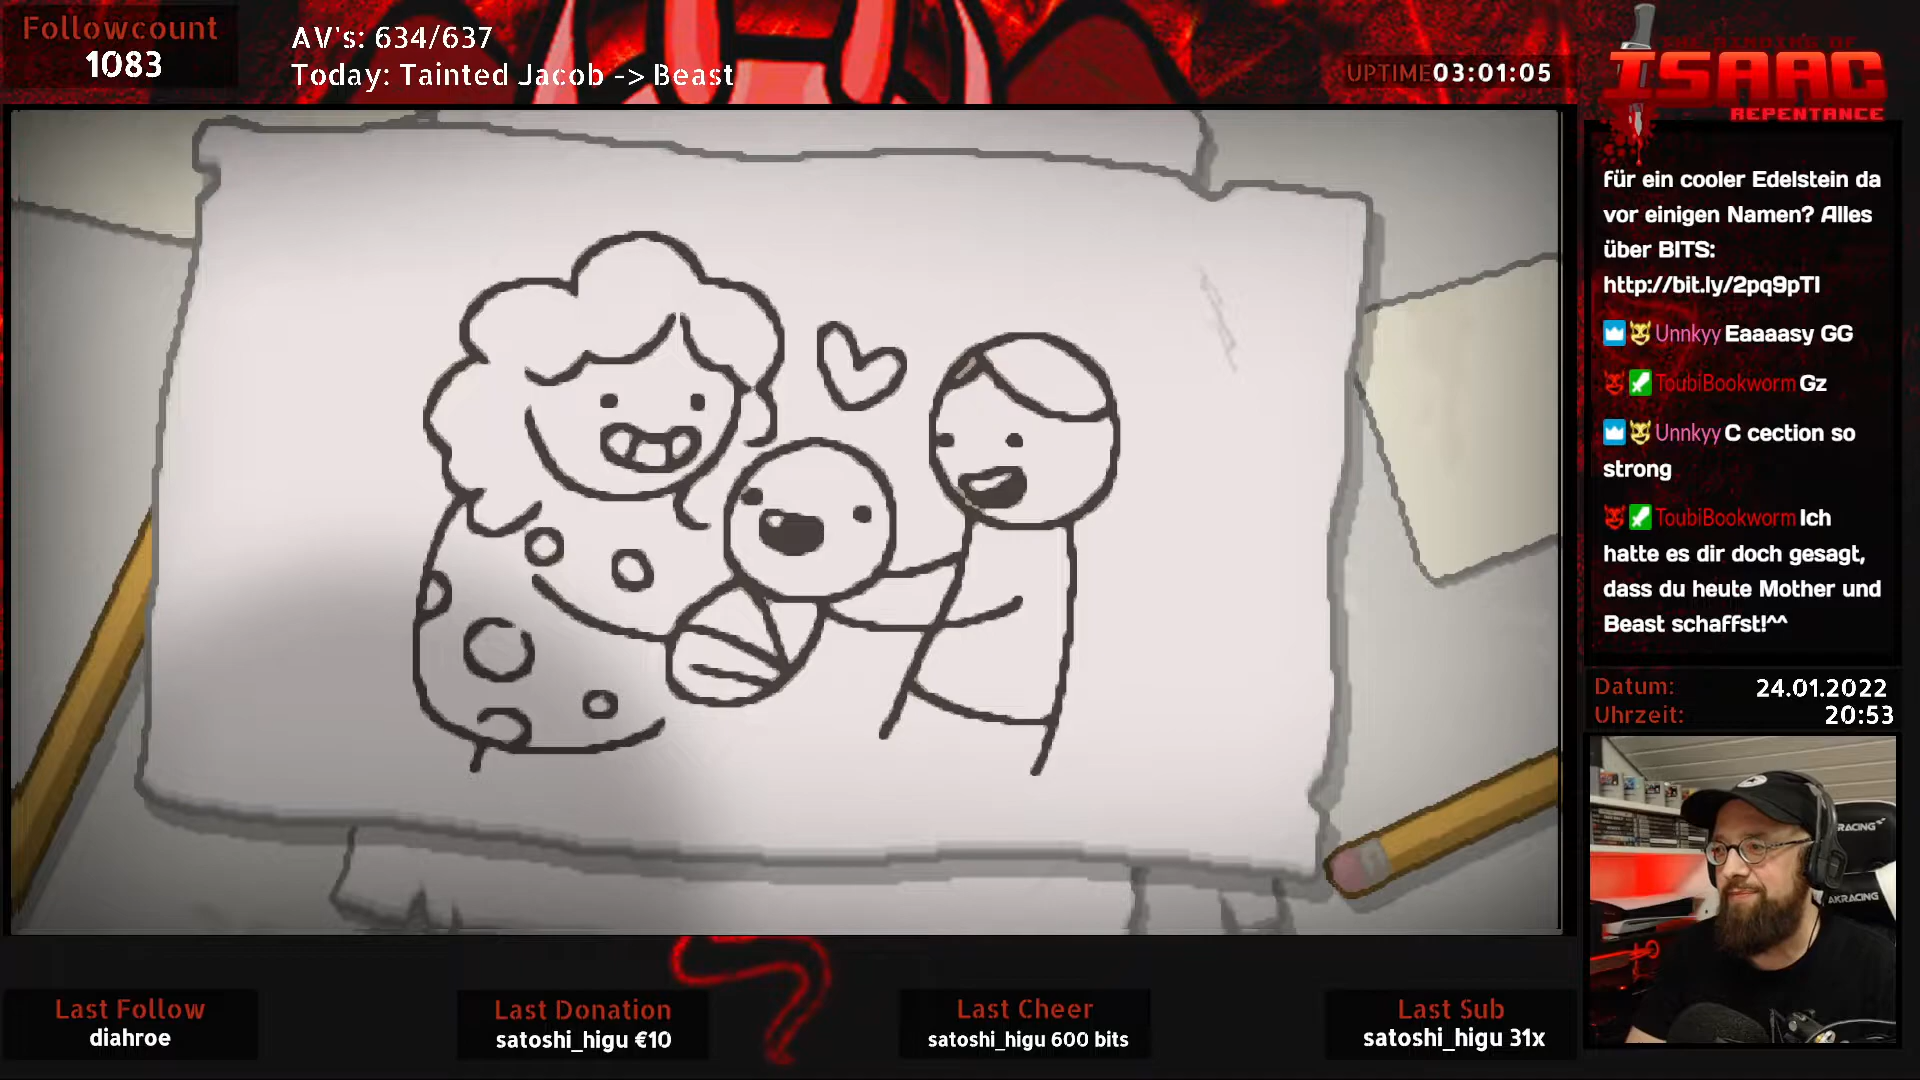 Followcount
1083
AV's: 634/637
Today: Tainted Jacob -> Beast
UPTIME 03:01:05
THE BINDING OF
ISAAC
REPENTANCE
für ein cooler Edelstein da
vor einigen Namen? Alles
über BITS:
http://bit.ly/2pq9pTI
Unnkyy Eaaaasy GG
ToubiBookworm Gz
Unnkyy C cection so
strong
ToubiBookworm Ich
hatte es dir doch gesagt,
dass du heute Mother und
Beast schaffst!^^
Datum: 24.01.2022
Uhrzeit: 20:53
AKRACING
Last Follow
diahroe
Last Donation
satoshi_higu €10
Last Cheer
satoshi_higu 600 bits
Last Sub
satoshi_higu 31x